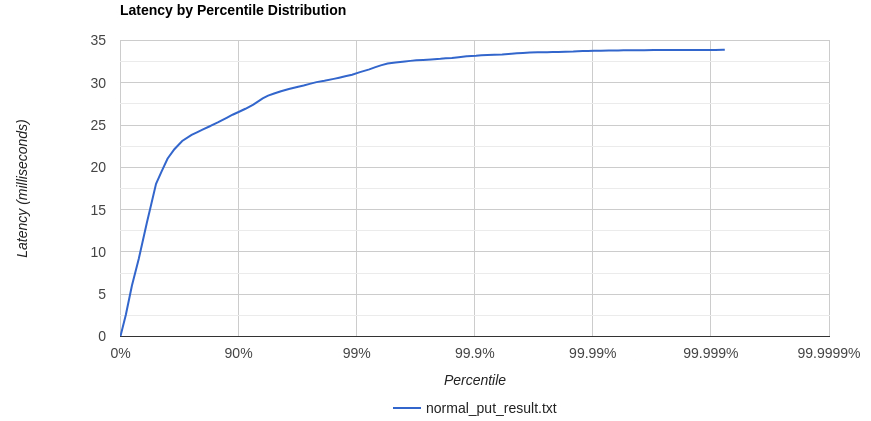 Latency by Percentile Distribution
35
30
25
20
15
10
5
0
Latency (milliseconds)
0% 90% 99% 99.9% 99.99% 99.999% 99.9999%
Percentile
normal_put_result.txt